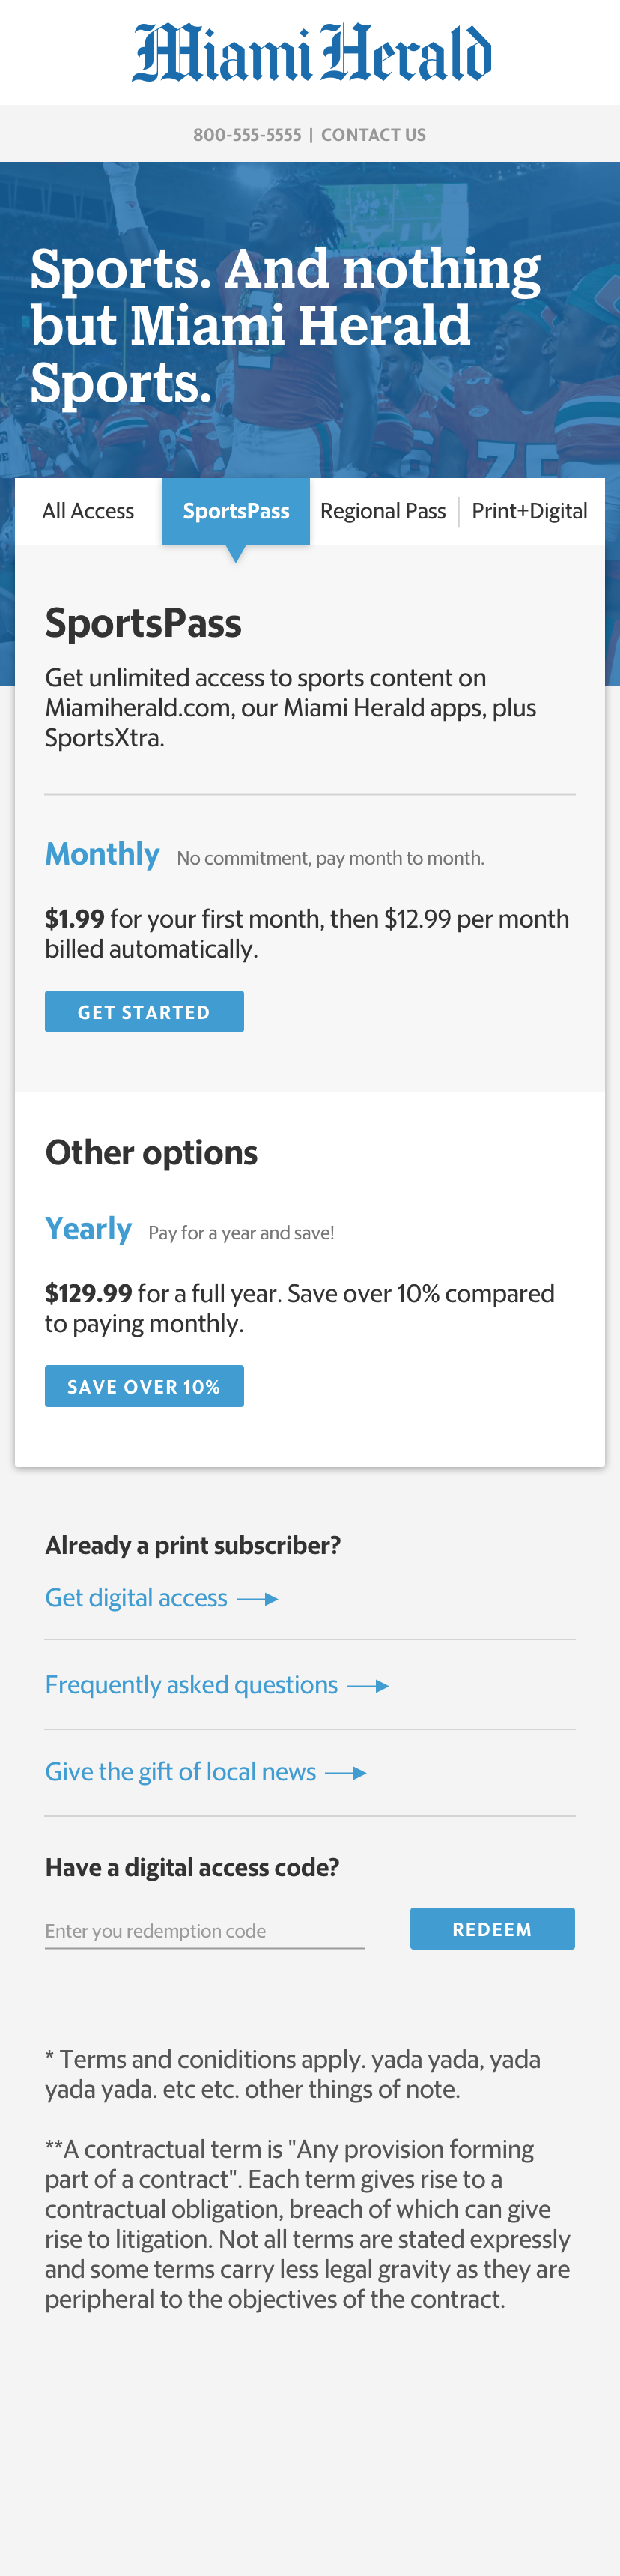 Miami Herald
800-555-5555 | CONTACT US
Sports. And nothing
but Miami Herald
Sports.
All Access SportsPass Regional Pass Print+Digital
SportsPass
Get unlimited access to sports content on
Miamiherald.com, our Miami Herald apps, plus
SportsXtra.
Monthly No commitment, pay month to month.
$1.99 for your first month, then $12.99 per month
billed automatically.
GET STARTED
Other options
Yearly Pay for a year and save!
$129.99 for a full year. Save over 10% compared
to paying monthly.
SAVE OVER 10%
Already a print subscriber?
Get digital access
Frequently asked questions
Give the gift of local news
Have a digital access code?
Enter you redemption code REDEEM
* Terms and coniditions apply. yada yada, yada
yada yada. etc etc. other things of note.
**A contractual term is "Any provision forming
part of a contract". Each term gives rise to a
contractual obligation, breach of which can give
rise to litigation. Not all terms are stated expressly
and some terms carry less legal gravity as they are
peripheral to the objectives of the contract.